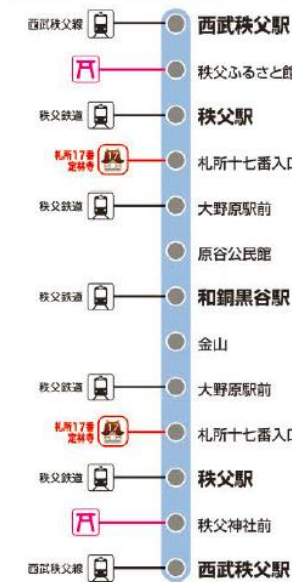 西武秩父線 西武秩父駅
秩父ふるさと館
秩父鉄道 秩父駅
札所17番
定林寺 札所十七番入口
秩父鉄道 大野原駅前
原谷公民館
秩父鉄道 和銅黒谷駅
金山
秩父鉄道 大野原駅前
札所17番
定林寺 札所十七番入口
秩父鉄道 秩父駅
秩父神社前
西武秩父線 西武秩父駅